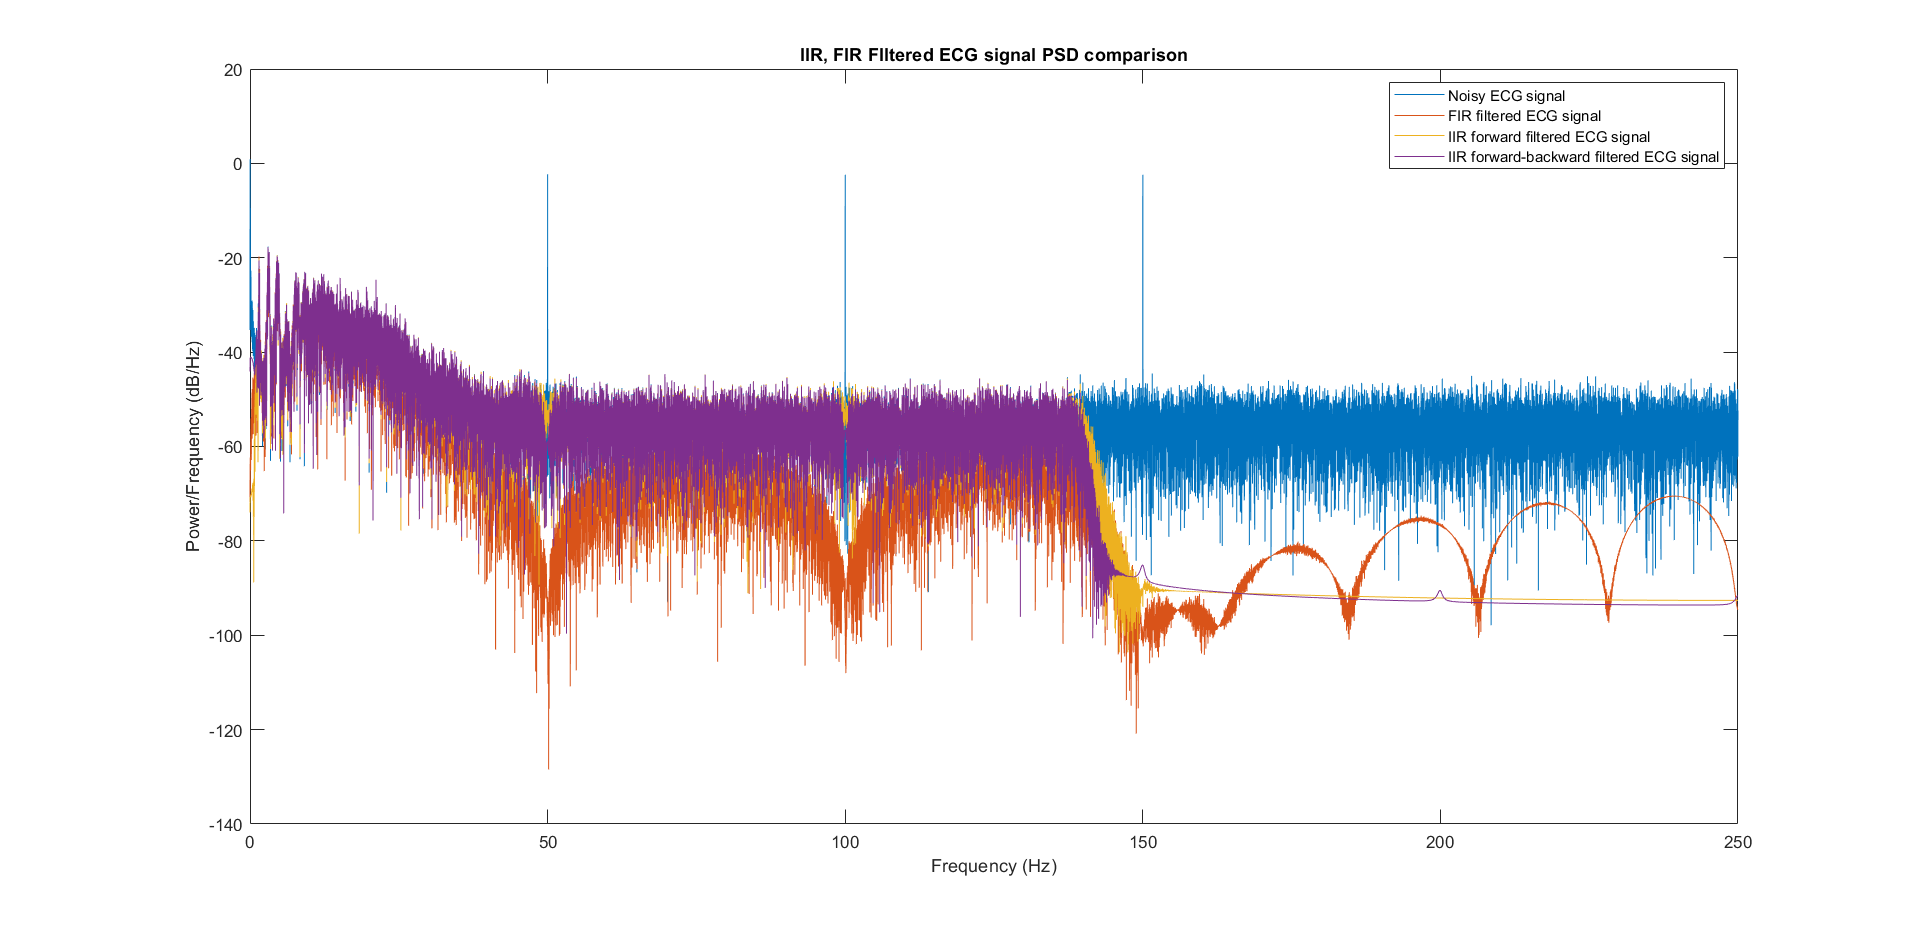 IIR, FIR FIltered ECG signal PSD comparison
Noisy ECG signal
FIR filtered ECG signal
IIR forward filtered ECG signal
IIR forward-backward filtered ECG signal
20
0
-20
-40
-60
-80
-100
-120
-140
Power/Frequency (dB/Hz)
0 50 100 150 200 250
Frequency (Hz)